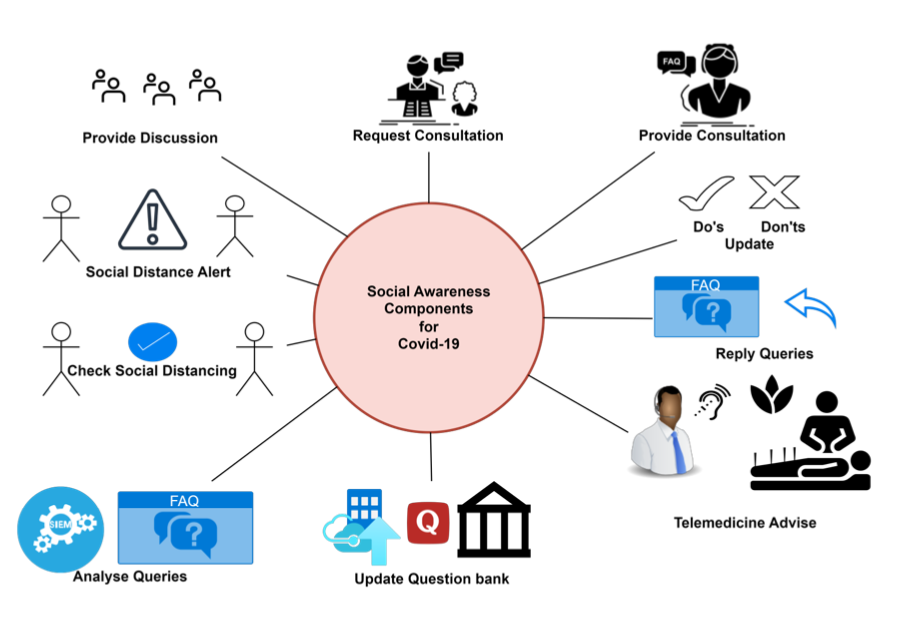 FAQ
Provide Discussion
Request Consultation
Provide Consultation
Do's
Don'ts
Update
Social Distance Alert
Social Awareness
Components
for
Covid-19
FAQ
?
Reply Queries
Check Social Distancing
Telemedicine Advise
SIEM
FAQ
?
Analyse Queries
Q
Update Question bank